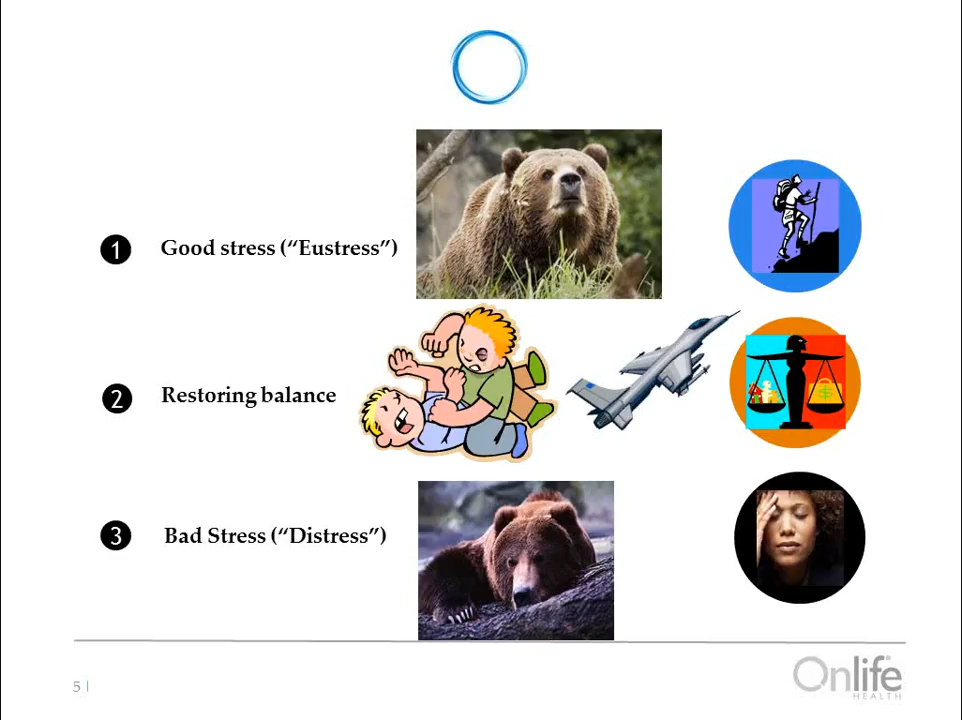 1 Good stress (“Eustress”)
2 Restoring balance
3 Bad Stress (“Distress”)
5 |
Onlife
HEALTH